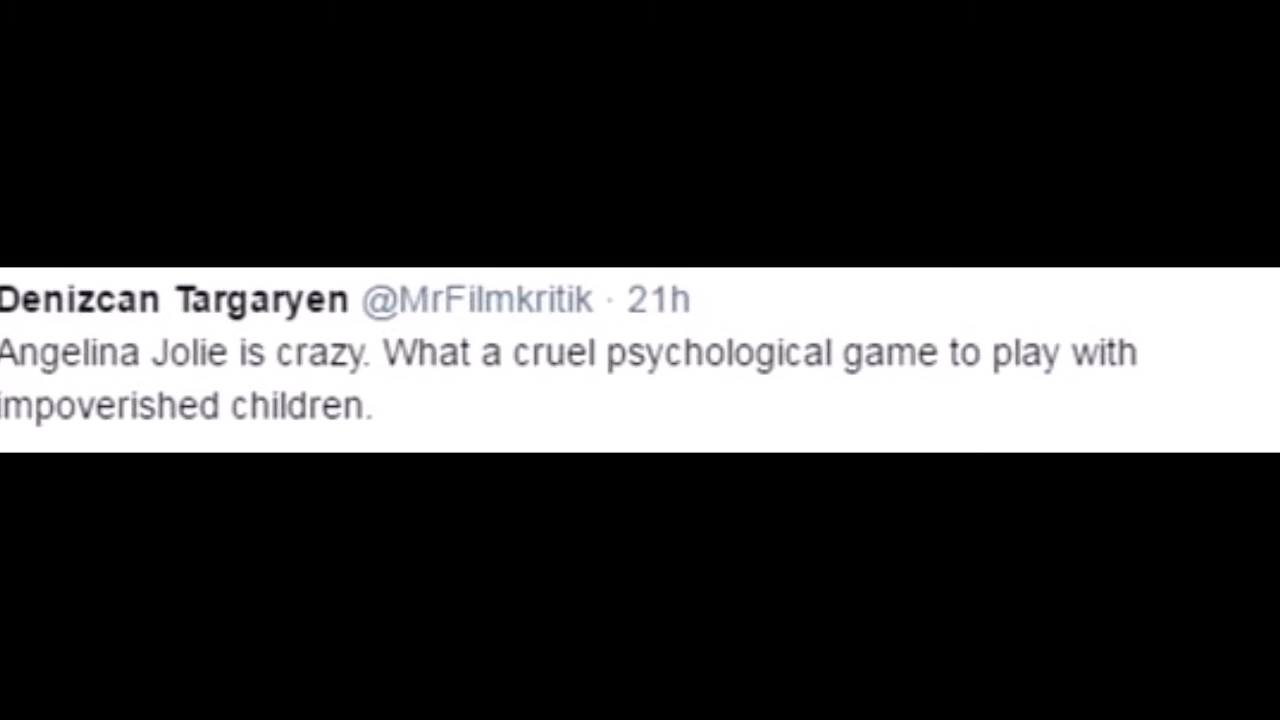 Denizcan Targaryen @MrFilmkritik · 21h
Angelina Jolie is crazy. What a cruel psychological game to play with
impoverished children.